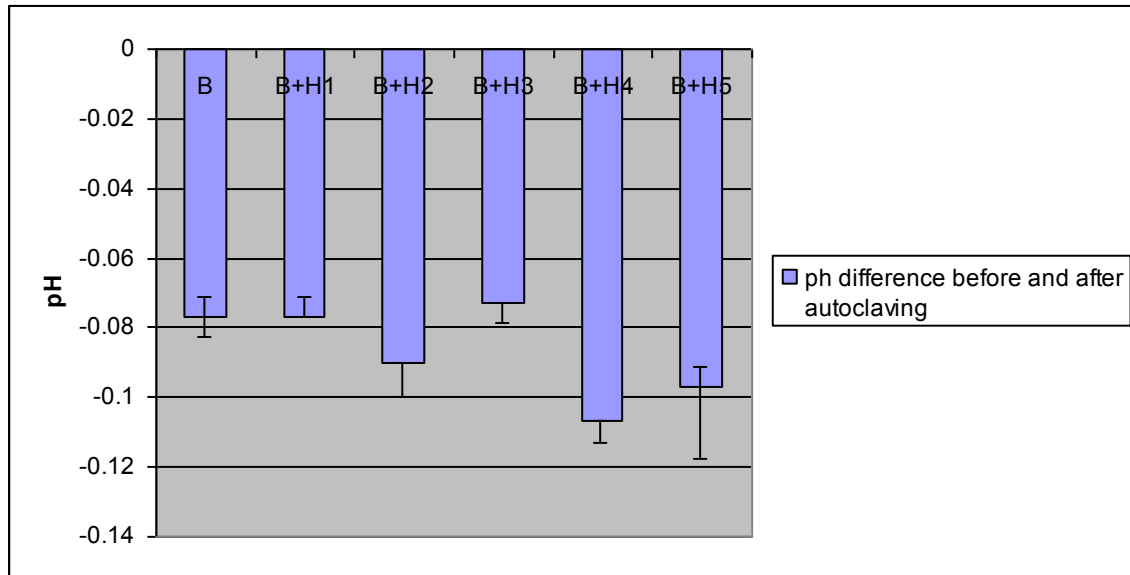 0
B B+H1 B+H2 B+H3 B+H4 B+H5
-0.02
-0.04
-0.06
-0.08
-0.1
-0.12
-0.14
pH
ph difference before and after
autoclaving